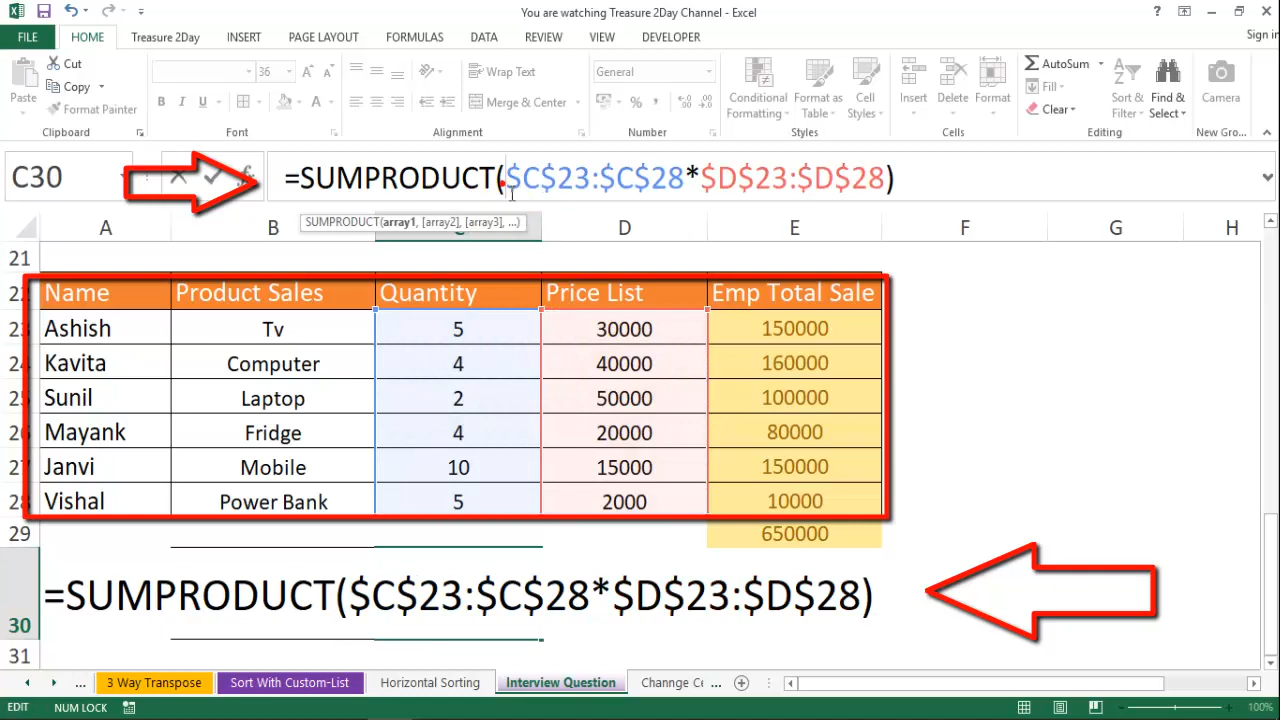 You are watching Treasure 2Day Channel - Excel
Sign in
FILE HOME Treasure 2Day INSERT PAGE LAYOUT FORMULAS DATA REVIEW VIEW DEVELOPER
Paste
Cut
Copy
Format Painter
Clipboard
36
B I U
Font
Wrap Text
Merge & Center
Alignment
General
%
Number
Conditional Formatting
Format as Table
Cell Styles
Styles
Insert
Delete
Format
Cells
AutoSum
Fill
Clear
Sort & Filter
Find & Select
Editing
Camera
New Gro...
C30
=SUMPRODUCT($C$23:$C$28*$D$23:$D$28)
SUMPRODUCT(array1, [array2], [array3], ...)
A B C D E F G H
21
22 Name Product Sales Quantity Price List Emp Total Sale
23 Ashish Tv 5 30000 150000
24 Kavita Computer 4 40000 160000
25 Sunil Laptop 2 50000 100000
26 Mayank Fridge 4 20000 80000
27 Janvi Mobile 10 15000 150000
28 Vishal Power Bank 5 2000 10000
29 650000
30 =SUMPRODUCT($C$23:$C$28*$D$23:$D$28)
31
... 3 Way Transpose Sort With Custom-List Horizontal Sorting Interview Question Channge Ce ...
EDIT NUM LOCK 100%